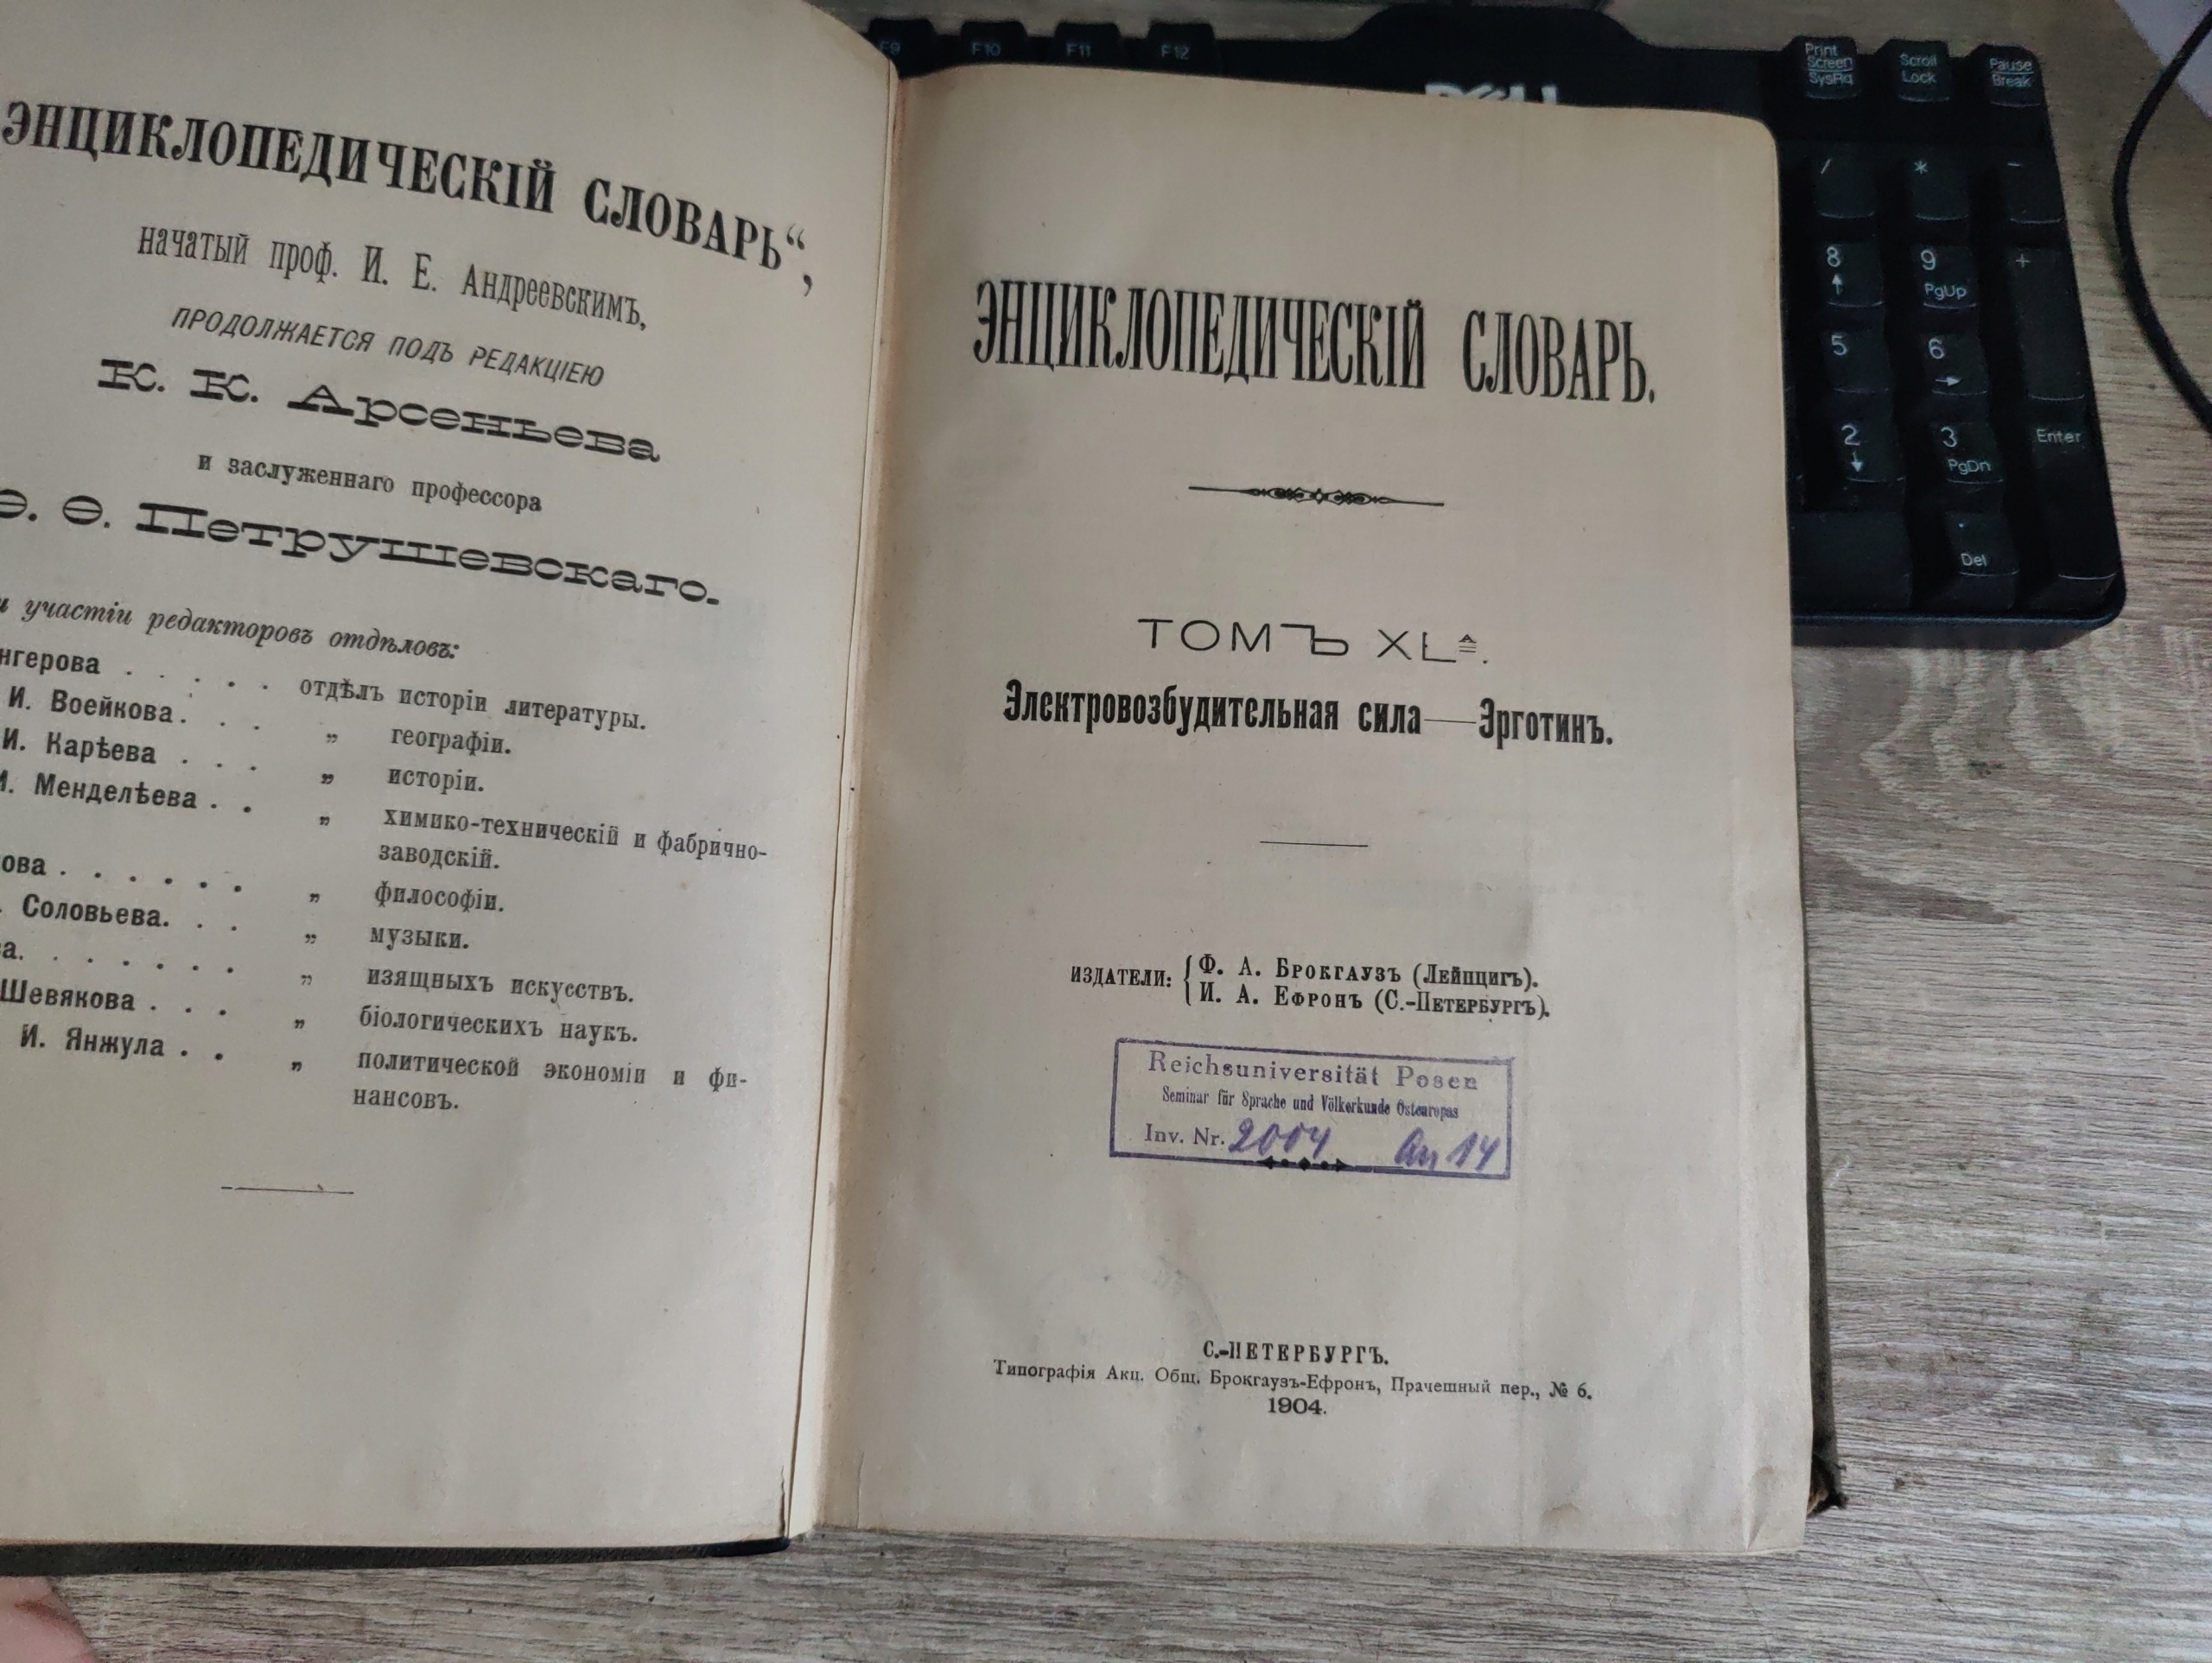 ЭНЦИКЛОПЕДИЧЕСКІЙ СЛОВАРЬ“,
начатый проф. И. Е. Андреевскимъ,
ПРОДОЛЖАЕТСЯ ПОДЪ РЕДАКЦІЕЮ
К. К. Арсеньева
и заслуженнаго профессора
Ѳ. Ѳ. Петрушевскаго.
участіи редакторовъ отдѣловъ:
нгерова . . . . . отдѣлъ исторіи литературы.
И. Воейкова. . . „ географіи.
И. Карѣева . . . „ исторіи.
И. Менделѣева . . „ химико-техническій и фабрично-
заводскій.
ова . . . . . . „ философіи.
Соловьева. . . „ музыки.
ва. . . . . . . „ изящныхъ искусствъ.
Шевякова . . . „ біологическихъ наукъ.
И. Янжула . . „ политической экономіи и фи-
нансовъ.
ЭНЦИКЛОПЕДИЧЕСКІЙ СЛОВАРЬ.
ТОМЪ XLᴬ.
Электровозбудительная сила — Эрготинъ.
ИЗДАТЕЛИ: { Ф. А. Брокгаузъ (Лейпцигъ).
И. А. Ефронъ (С.-Петербургъ).
Reichsuniversität Posen
Seminar für Sprache und Völkerkunde Osteuropas
Inv. Nr. 2004 An 14
С.-ПЕТЕРБУРГЪ.
Типографія Акц. Общ. Брокгаузъ-Ефронъ, Прачешный пер., № 6.
1904.
F9 F10 F11 F12
DELL
Print Screen SysRq
Scroll Lock
Pause Break
/ * -
8 9 PgUp +
5 6
2 3 PgDn Enter
. Del